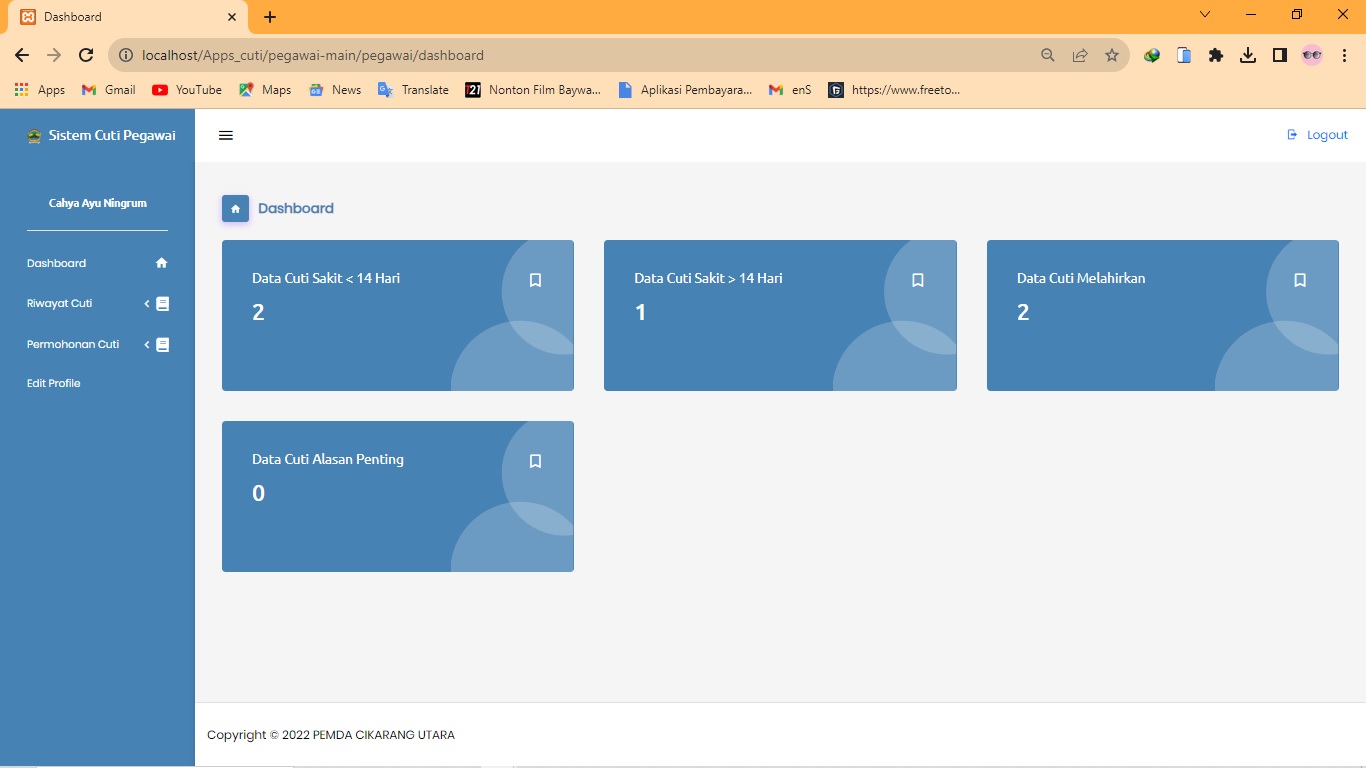 Dashboard
localhost/Apps_cuti/pegawai-main/pegawai/dashboard
Apps Gmail YouTube Maps News Translate Nonton Film Baywa... Aplikasi Pembayara... enS https://www.freeto...
Sistem Cuti Pegawai
Logout
Cahya Ayu Ningrum
Dashboard
Riwayat Cuti
Permohonan Cuti
Edit Profile
Dashboard
Data Cuti Sakit < 14 Hari
2
Data Cuti Sakit > 14 Hari
1
Data Cuti Melahirkan
2
Data Cuti Alasan Penting
0
Copyright © 2022 PEMDA CIKARANG UTARA